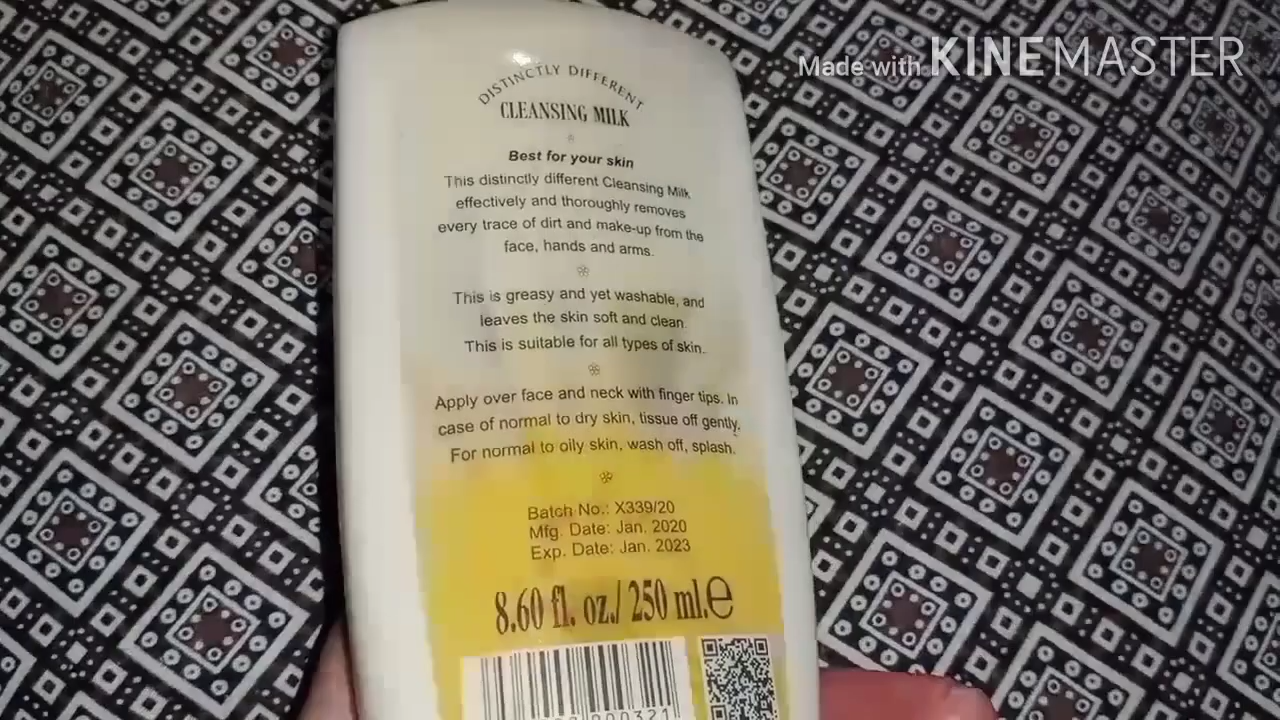 Made with KINEMASTER
DISTINCTLY DIFFERENT
CLEANSING MILK
Best for your skin
This distinctly different Cleansing Milk
effectively and thoroughly removes
every trace of dirt and make-up from the
face, hands and arms.
This is greasy and yet washable, and
leaves the skin soft and clean.
This is suitable for all types of skin.
Apply over face and neck with finger tips. In
case of normal to dry skin, tissue off gently.
For normal to oily skin, wash off, splash.
Batch No.: X339/20
Mfg. Date: Jan. 2020
Exp. Date: Jan. 2023
8.60 fl. oz./ 250 ml.e